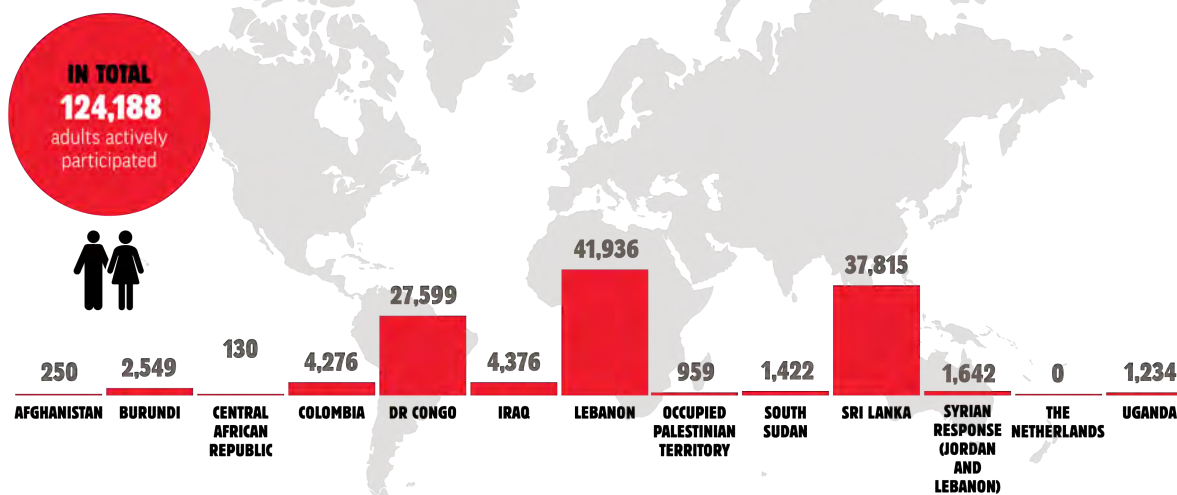 IN TOTAL
124,188
adults actively
participated
250
2,549
130
4,276
27,599
4,376
41,936
959
1,422
37,815
1,642
0
1,234
AFGHANISTAN
BURUNDI
CENTRAL
AFRICAN
REPUBLIC
COLOMBIA
DR CONGO
IRAQ
LEBANON
OCCUPIED
PALESTINIAN
TERRITORY
SOUTH
SUDAN
SRI LANKA
SYRIAN
RESPONSE
(JORDAN
AND
LEBANON)
THE
NETHERLANDS
UGANDA